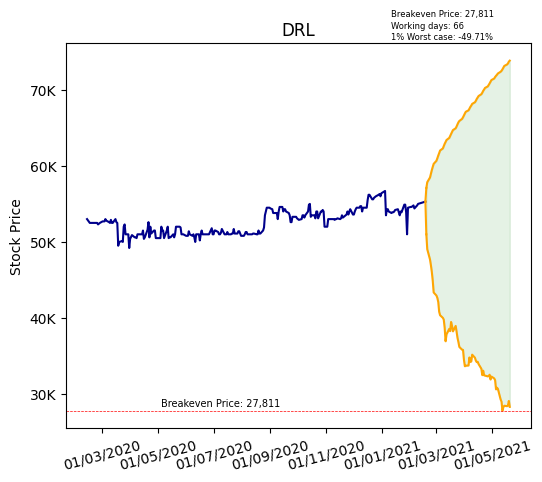 Breakeven Price: 27,811
Working days: 66
1% Worst case: -49.71%
DRL
Stock Price
70K
60K
50K
40K
30K
Breakeven Price: 27,811
01/03/2020
01/05/2020
01/07/2020
01/09/2020
01/11/2020
01/01/2021
01/03/2021
01/05/2021